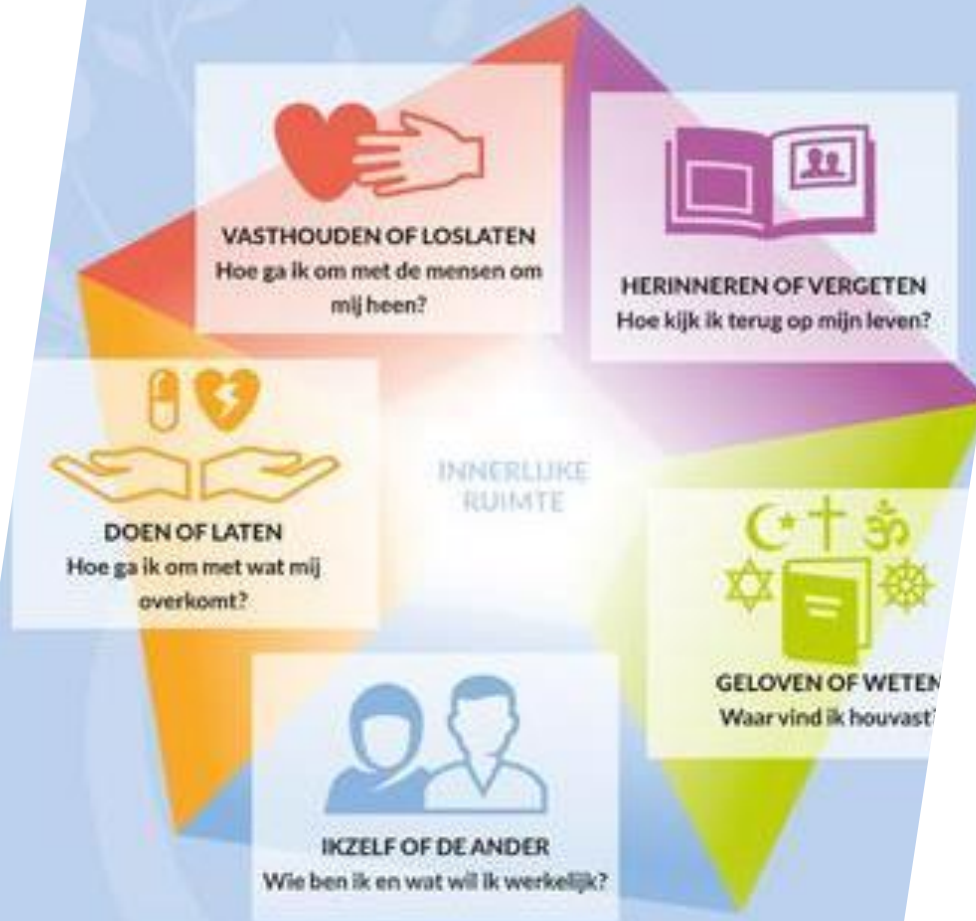 VASTHOUDEN OF LOSLATEN
Hoe ga ik om met de mensen om
mij heen?
HERINNEREN OF VERGETEN
Hoe kijk ik terug op mijn leven?
INNERLIJKE
RUIMTE
DOEN OF LATEN
Hoe ga ik om met wat mij
overkomt?
GELOVEN OF WETEN
Waar vind ik houvast?
IKZELF OF DE ANDER
Wie ben ik en wat wil ik werkelijk?